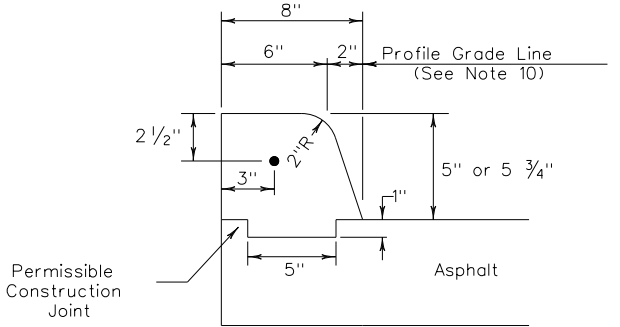 8"
6"
2"
Profile Grade Line
(See Note 10)
2 1/2"
2"R
3"
5" or 5 3/4"
1"
5"
Permissible
Construction
Joint
Asphalt